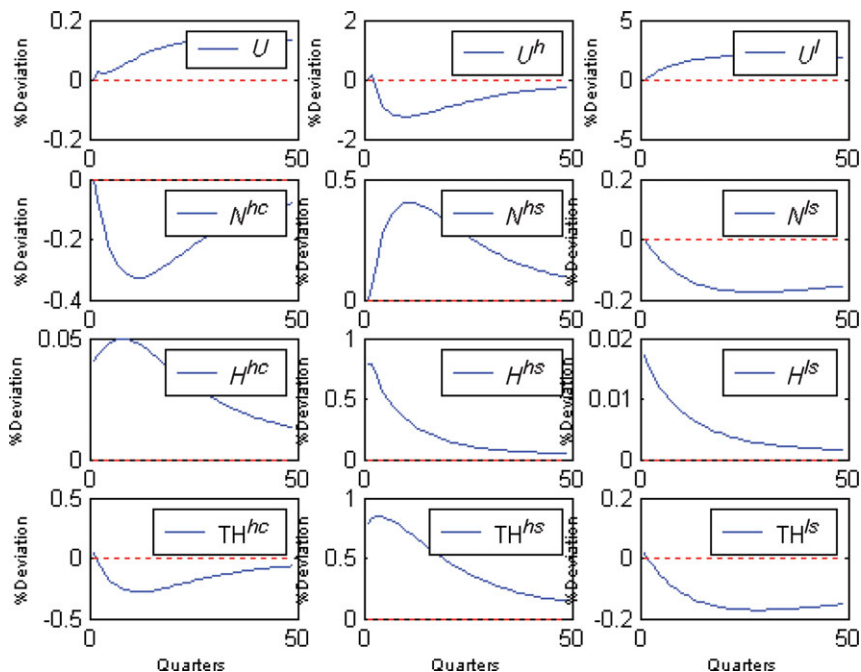 0.2 2 5
%Deviation U %Deviation U^h %Deviation U^l
0 0 0
-0.2 -2 -5
0 50 0 50 0 50
0 0.5 0.2
%Deviation N^hc %Deviation N^hs %Deviation N^ls
-0.2 0
-0.4 0 -0.2
0 50 0 50 0 50
0.05 1 0.02
%Deviation H^hc %Deviation H^hs %Deviation H^ls
0.5 0.01
0 0 0
0 50 0 50 0 50
0.5 1 0.2
%Deviation TH^hc %Deviation TH^hs %Deviation TH^ls
0 0.5 0
-0.5 0 -0.2
0 50 0 50 0 50
Quarters Quarters Quarters